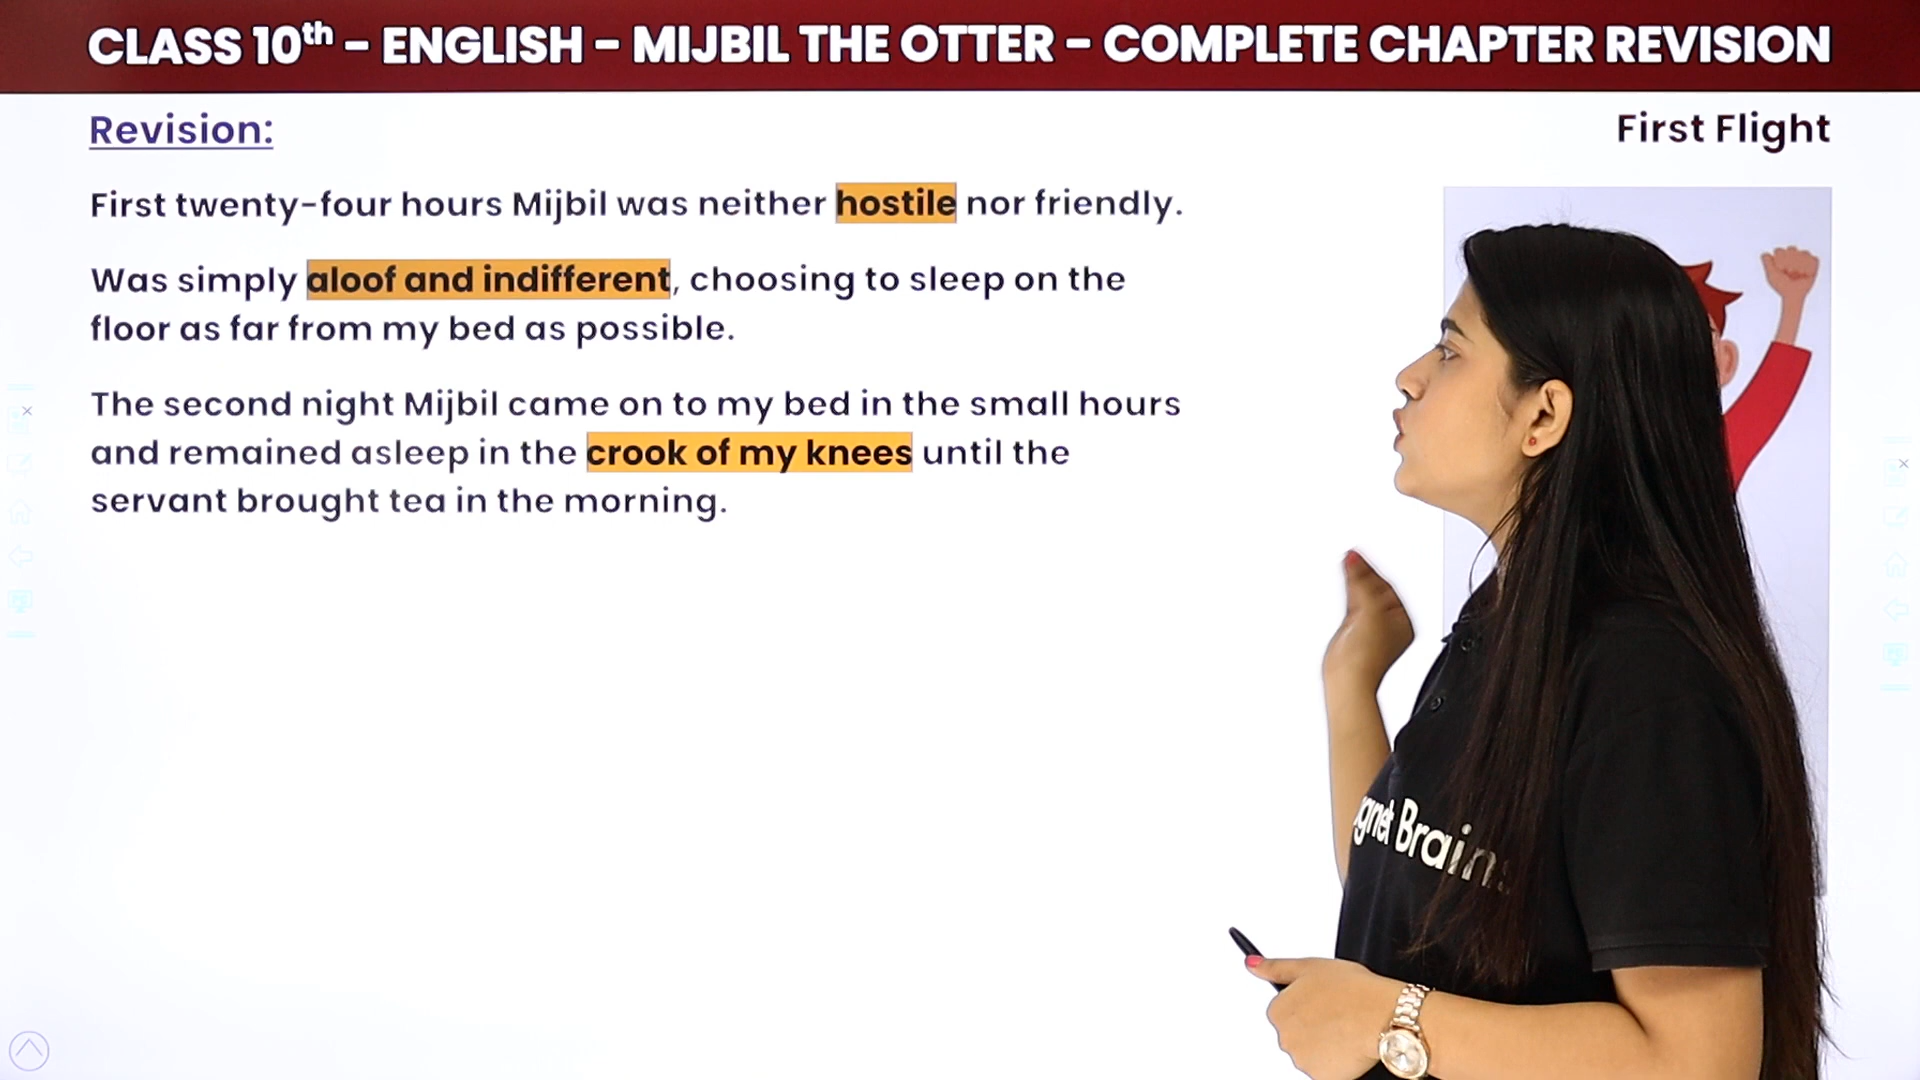 CLASS 10th – ENGLISH – MIJBIL THE OTTER – COMPLETE CHAPTER REVISION
Revision:
First Flight
First twenty-four hours Mijbil was neither hostile nor friendly.
Was simply aloof and indifferent, choosing to sleep on the
floor as far from my bed as possible.
The second night Mijbil came on to my bed in the small hours
and remained asleep in the crook of my knees until the
servant brought tea in the morning.
Brains